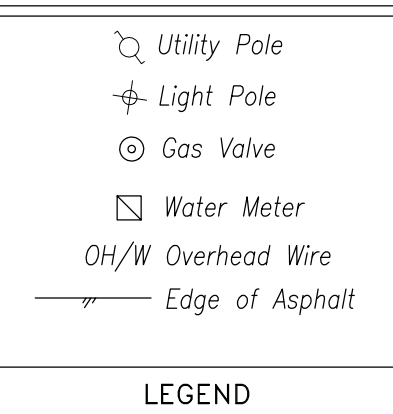 Utility Pole
Light Pole
Gas Valve
Water Meter
OH/W Overhead Wire
Edge of Asphalt
LEGEND